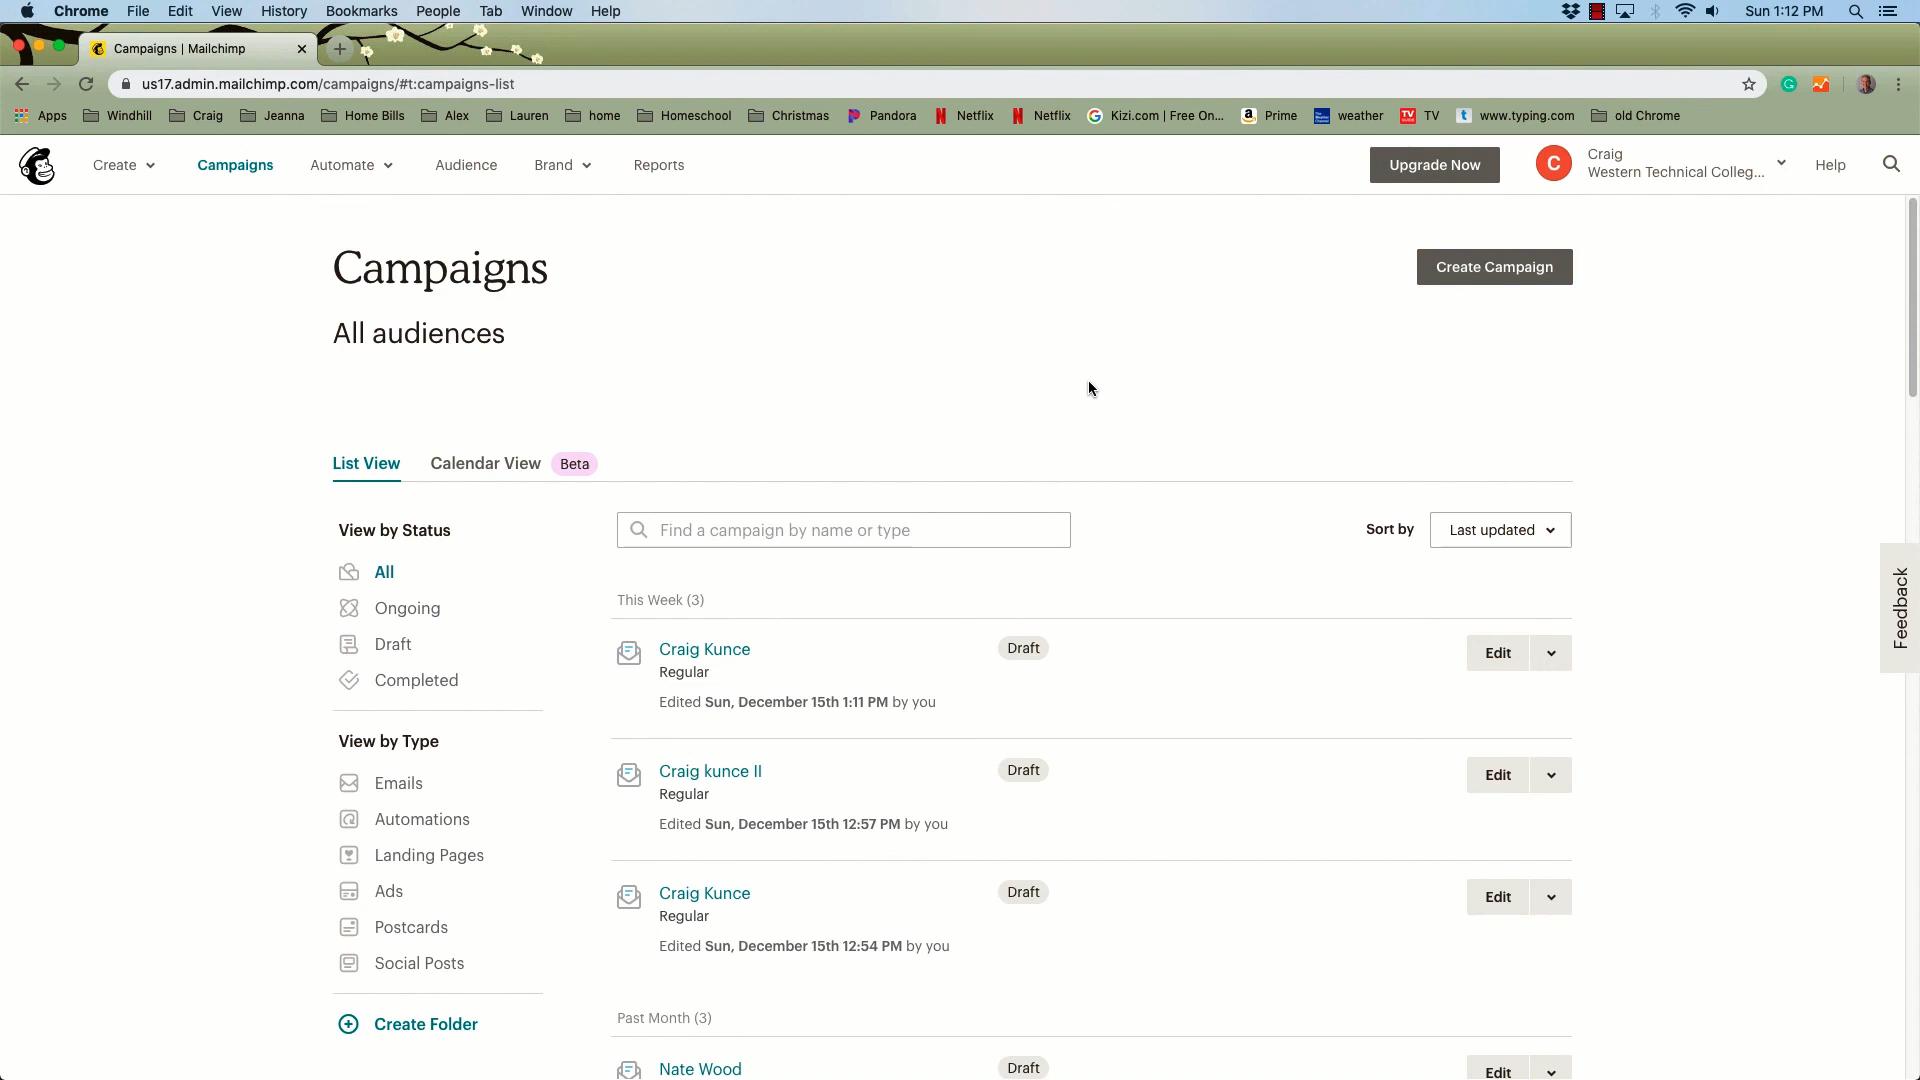 Chrome File Edit View History Bookmarks People Tab Window Help Sun 1:12 PM
Campaigns | Mailchimp
us17.admin.mailchimp.com/campaigns/#t:campaigns-list
Apps Windhill Craig Jeanna Home Bills Alex Lauren home Homeschool Christmas Pandora Netflix Netflix Kizi.com | Free On... Prime weather TV www.typing.com old Chrome
Create Campaigns Automate Audience Brand Reports Upgrade Now C Craig Help
Western Technical Colleg...
Campaigns
Create Campaign
All audiences
List View Calendar View Beta
View by Status
Find a campaign by name or type
Sort by Last updated
All
Ongoing
Draft
Completed
View by Type
Emails
Automations
Landing Pages
Ads
Postcards
Social Posts
Create Folder
This Week (3)
Craig Kunce Draft Edit
Regular
Edited Sun, December 15th 1:11 PM by you
Craig kunce II Draft Edit
Regular
Edited Sun, December 15th 12:57 PM by you
Craig Kunce Draft Edit
Regular
Edited Sun, December 15th 12:54 PM by you
Past Month (3)
Nate Wood Draft Edit
Feedback